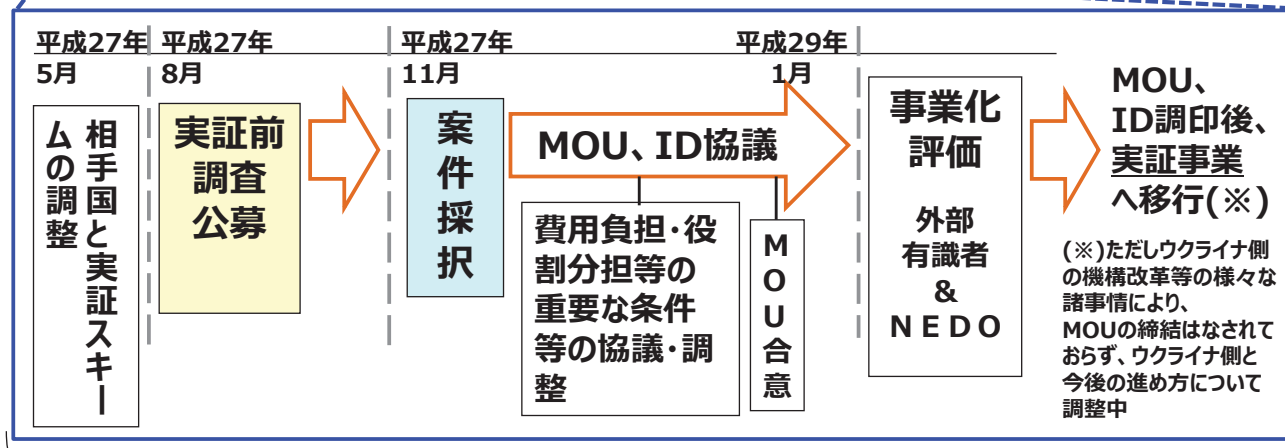 平成27年
5月
平成27年
8月
平成27年
11月
平成29年
1月
相手国と実証スキー
ムの調整
実証前
調査
公募
案件採択
MOU、ID協議
費用負担・役
割分担等の
重要な条件
等の協議・調
整
MOU合意
事業化
評価
外部
有識者
&
NEDO
MOU、
ID調印後、
実証事業
へ移行(※)
(※)ただしウクライナ側
の機構改革等の様々な
諸事情により、
MOUの締結はなされて
おらず、ウクライナ側と
今後の進め方について
調整中